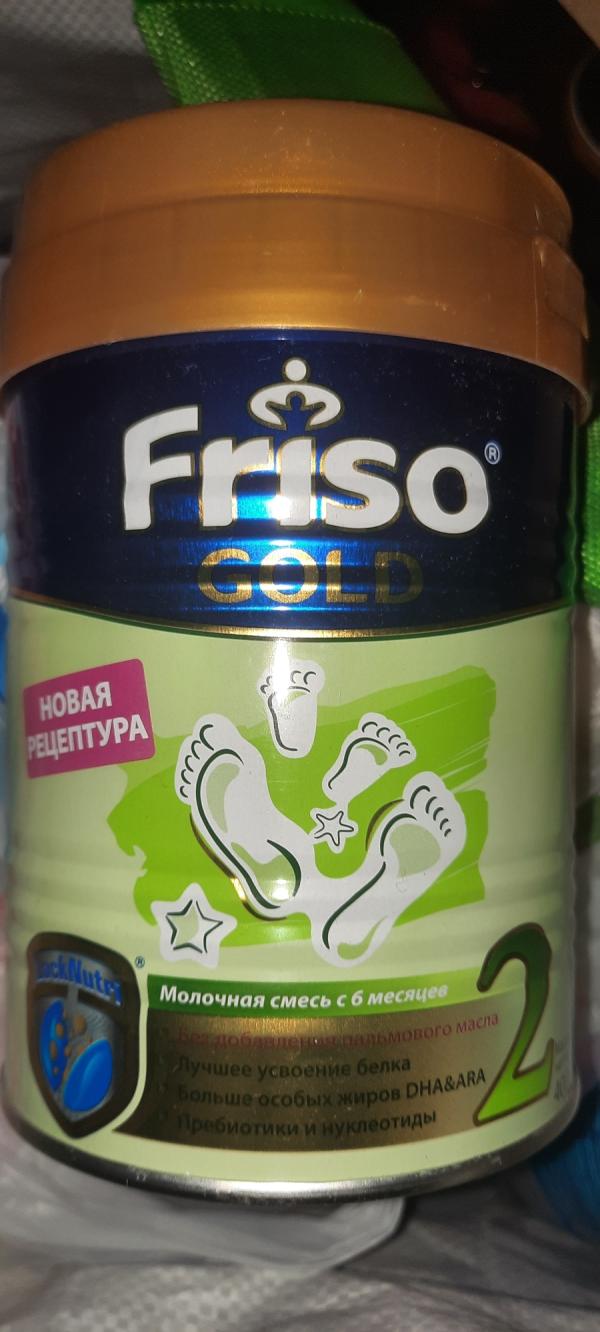 Friso®
GOLD
НОВАЯ
РЕЦЕПТУРА
LockNutri®
Молочная смесь с 6 месяцев
Без добавления пальмового масла
Лучшее усвоение белка
Больше особых жиров DHA&ARA
Пребиотики и нуклеотиды
2